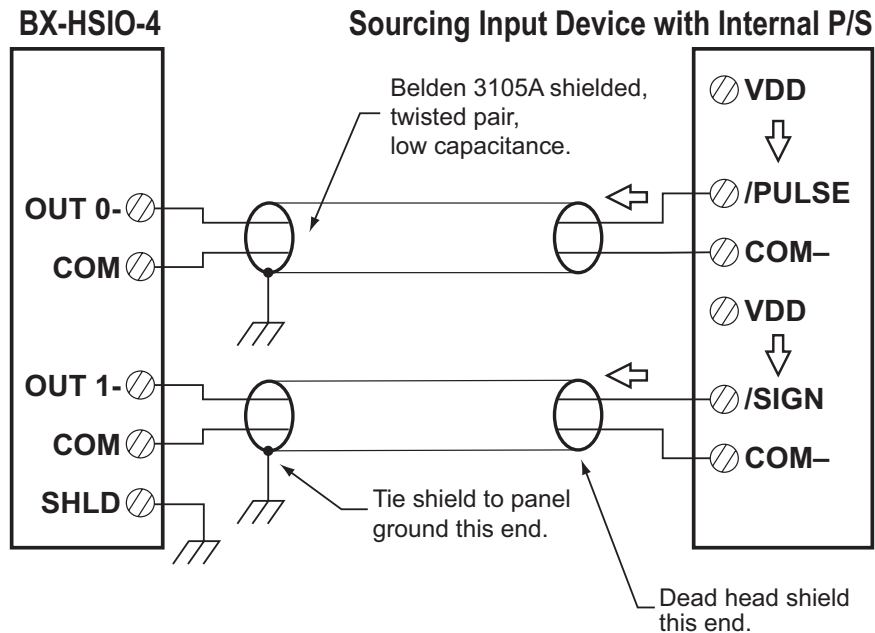 BX-HSIO-4
Sourcing Input Device with Internal P/S
Belden 3105A shielded,
twisted pair,
low capacitance.
OUT 0-
COM
OUT 1-
COM
SHLD
VDD
/PULSE
COM–
VDD
/SIGN
COM–
Tie shield to panel
ground this end.
Dead head shield
this end.